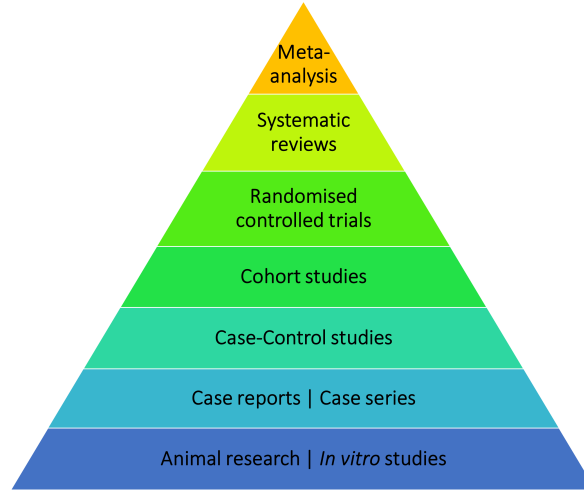 Meta-
analysis
Systematic
reviews
Randomised
controlled trials
Cohort studies
Case-Control studies
Case reports | Case series
Animal research | In vitro studies